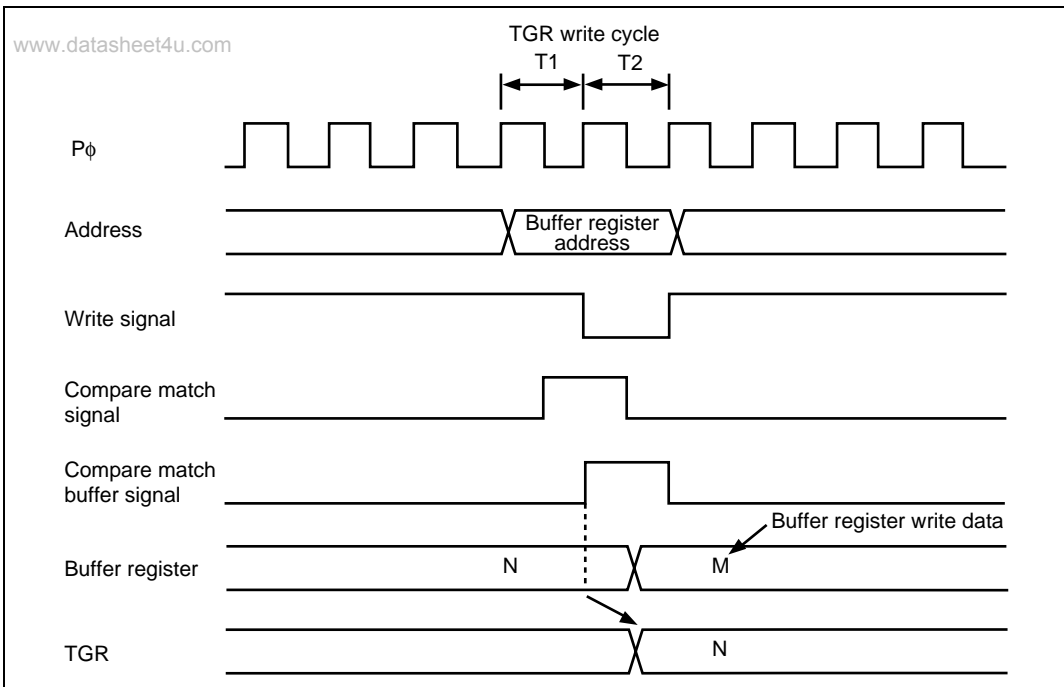 www.datasheet4u.com
TGR write cycle
T1 T2
Pϕ
Address
Buffer register
address
Write signal
Compare match
signal
Compare match
buffer signal
Buffer register write data
Buffer register
N M
TGR
N